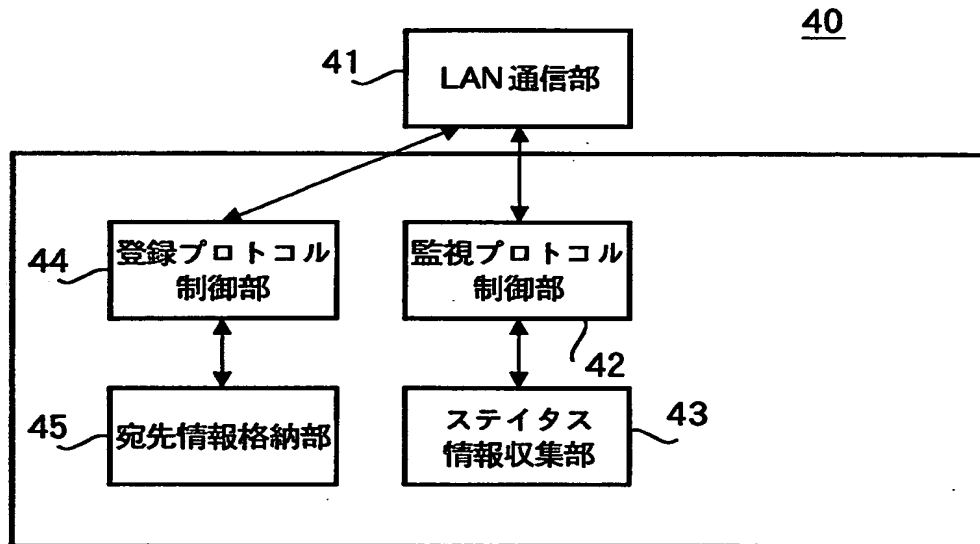 40
41
LAN通信部
44
登録プロトコル
制御部
監視プロトコル
制御部
42
45
宛先情報格納部
ステイタス
情報収集部
43